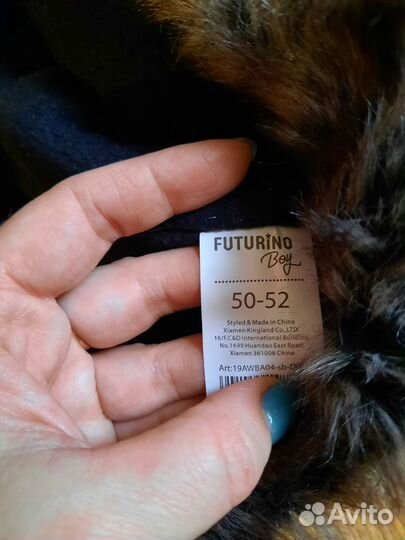 FUTURINO
Boy
50-52
Styled & Made in China
Xiamen Kingland Co.,LTD
16/F,C&D International Building,
No.1699 Huandao East Road,
Xiamen:361008 China
Art:19AWBA04-sb-
Avito